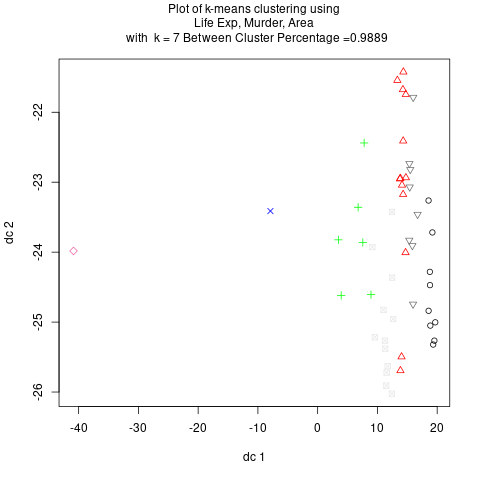 Plot of k-means clustering using
Life Exp, Murder, Area
with k = 7 Between Cluster Percentage =0.9889
dc 2
-22
-23
-24
-25
-26
-40
-30
-20
-10
0
10
20
dc 1